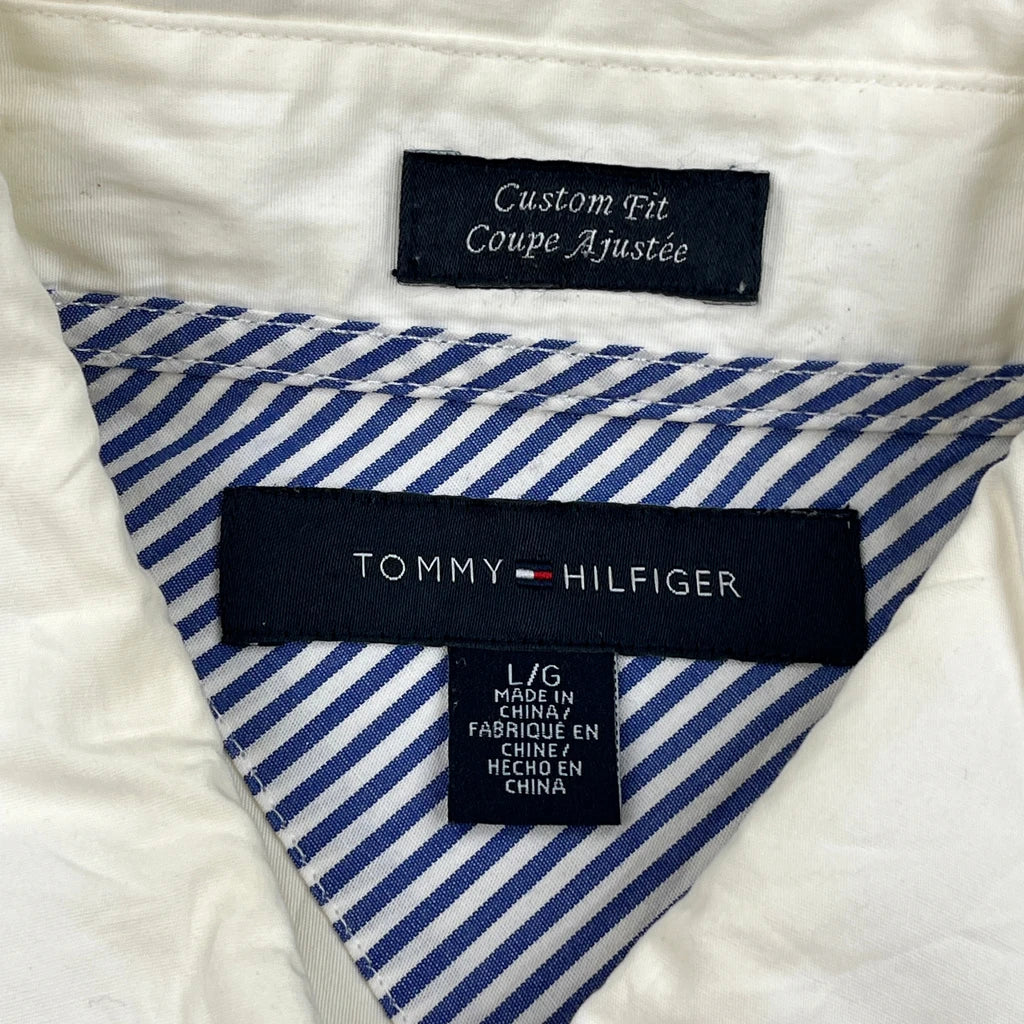 Custom Fit
Coupe Ajustée
TOMMY HILFIGER
L/G
MADE IN
CHINA/
FABRIQUÉ EN
CHINE/
HECHO EN
CHINA